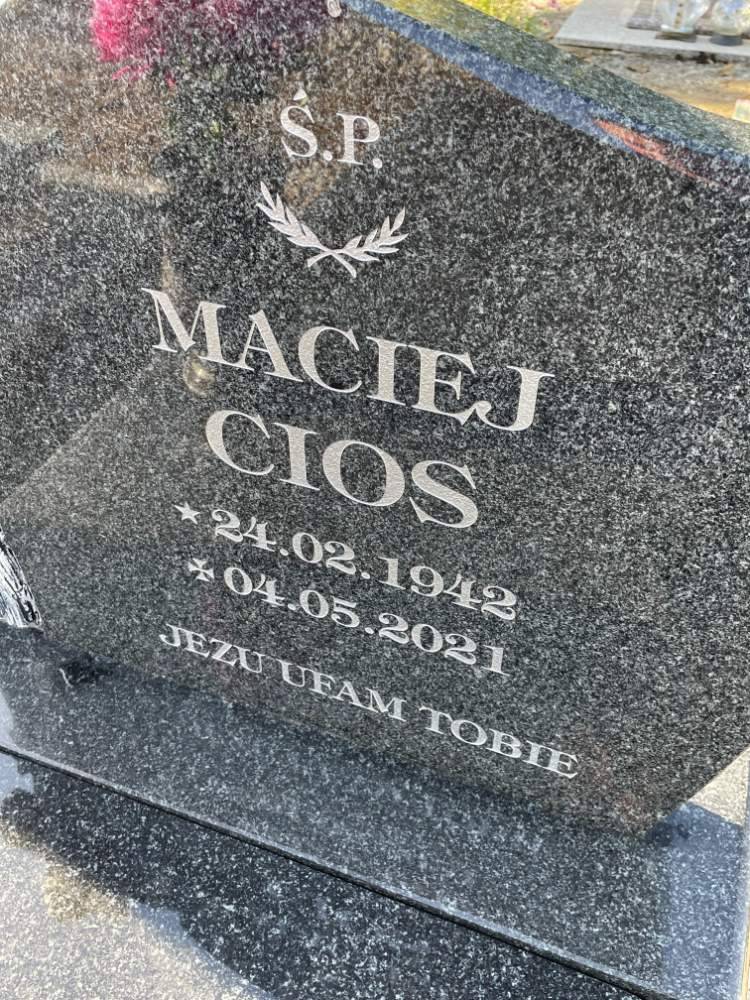 Ś.P.
MACIEJ
CIOS
★ 24.02.1942
✠ 04.05.2021
JEZU UFAM TOBIE